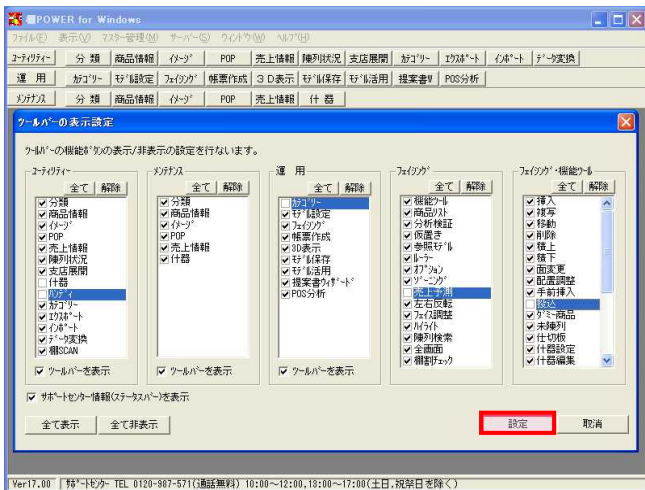 棚POWER for Windows
ファイル(F) 表示(V) マスター管理(M) サーバー(S) ウィンドウ(W) ヘルプ(H)
ユーティリティー 分 類 商品情報 イメージ POP 売上情報 陳列状況 支店展開 カテゴリー エクスポート インポート データ変換
運 用 カテゴリー モデル設定 フェイシング 帳票作成 3D表示 モデル保存 モデル活用 提案書W POS分析
メンテナンス 分 類 商品情報 イメージ POP 売上情報 什 器
ツールバーの表示設定
ツールバーの機能ボタンの表示/非表示の設定を行ないます。
ユーティリティー
全て 解除
分類
商品情報
イメージ
POP
売上情報
陳列状況
支店展開
什器
ハンディ
カテゴリー
エクスポート
インポート
データ変換
棚SCAN
ツールバーを表示
メンテナンス
全て 解除
分類
商品情報
イメージ
POP
売上情報
什器
ツールバーを表示
運 用
全て 解除
カテゴリー
モデル設定
フェイシング
帳票作成
3D表示
モデル保存
モデル活用
提案書ウィザード
POS分析
ツールバーを表示
フェイシング
全て 解除
機能ツール
商品リスト
分析検証
仮置き
参照モデル
ルーラー
オプション
ゾーニング
売上予測
左右反転
フェイス調整
ハイライト
陳列検索
全画面
棚割チェック
フェイシング・機能ツール
全て 解除
挿入
複写
移動
削除
積上
積下
面変更
配置調整
手前挿入
投込
ダミー商品
未陳列
仕切板
什器設定
什器編集
サポートセンター情報(ステータスバー)を表示
全て表示 全て非表示 設定 取消
Ver17.00 サポートセンター TEL 0120-987-571(通話無料) 10:00～12:00,13:00～17:00(土日,祝祭日を除く)